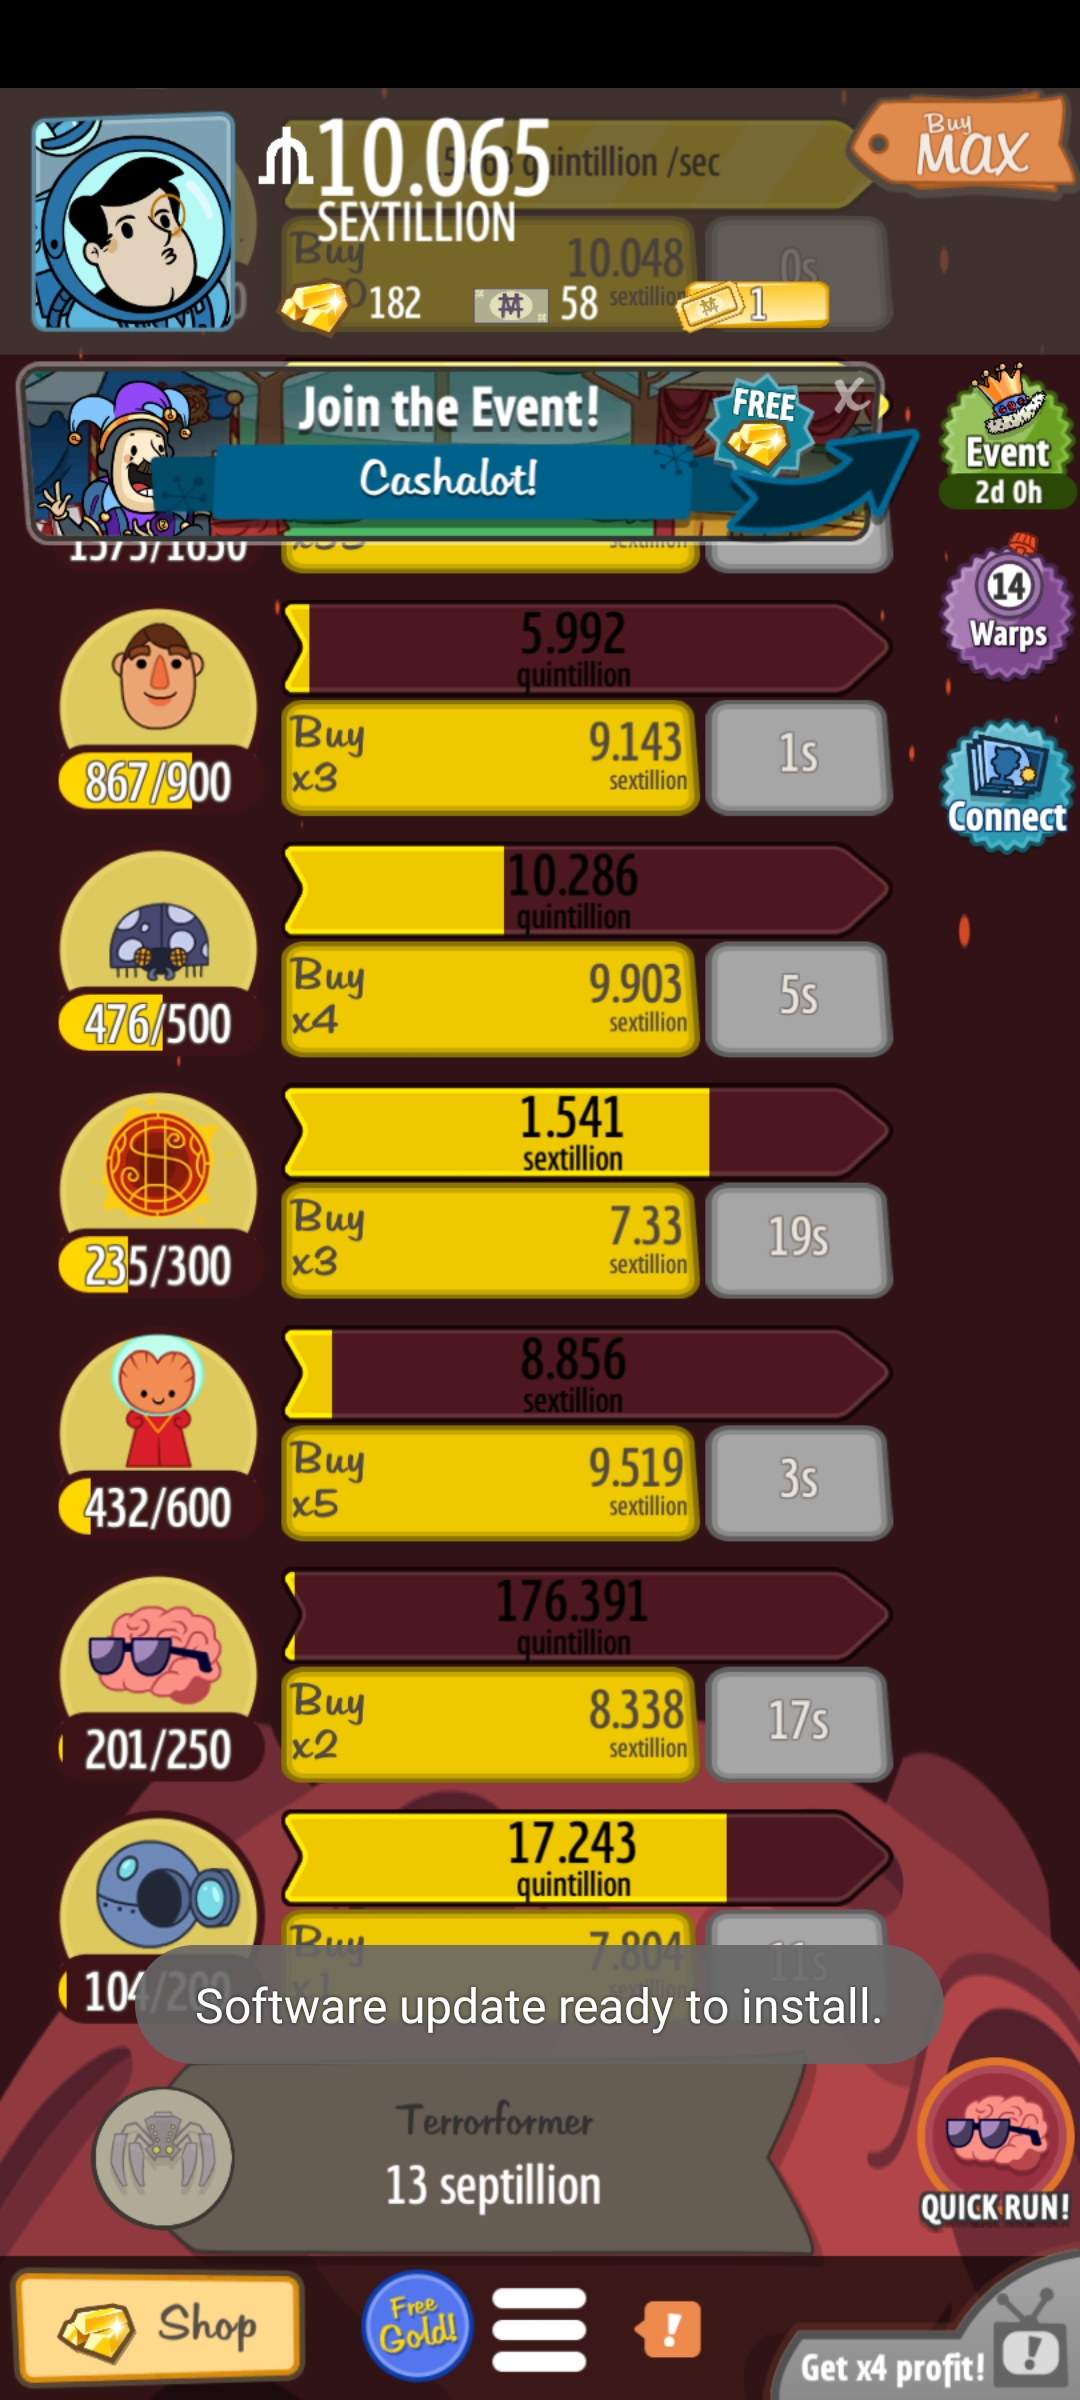 10.065
quintillion /sec
SEXTILLION
Buy
MAX
Buy
10.048
0s
182
58
1
Join the Event!
FREE
X
Cashalot!
Event
2d 0h
1575/1650
14
Warps
5.992
quintillion
Buy
x3
9.143
sextillion
1s
867/900
Connect
10.286
quintillion
Buy
x4
9.903
sextillion
5s
476/500
1.541
sextillion
Buy
x3
7.33
sextillion
19s
235/300
8.856
sextillion
Buy
x5
9.519
sextillion
3s
432/600
176.391
quintillion
Buy
x2
8.338
sextillion
17s
201/250
17.243
quintillion
Buy
x1
7.804
11s
104/200
Software update ready to install.
Terrorformer
13 septillion
QUICK RUN!
Shop
Free
Gold!
!
Get x4 profit!
!